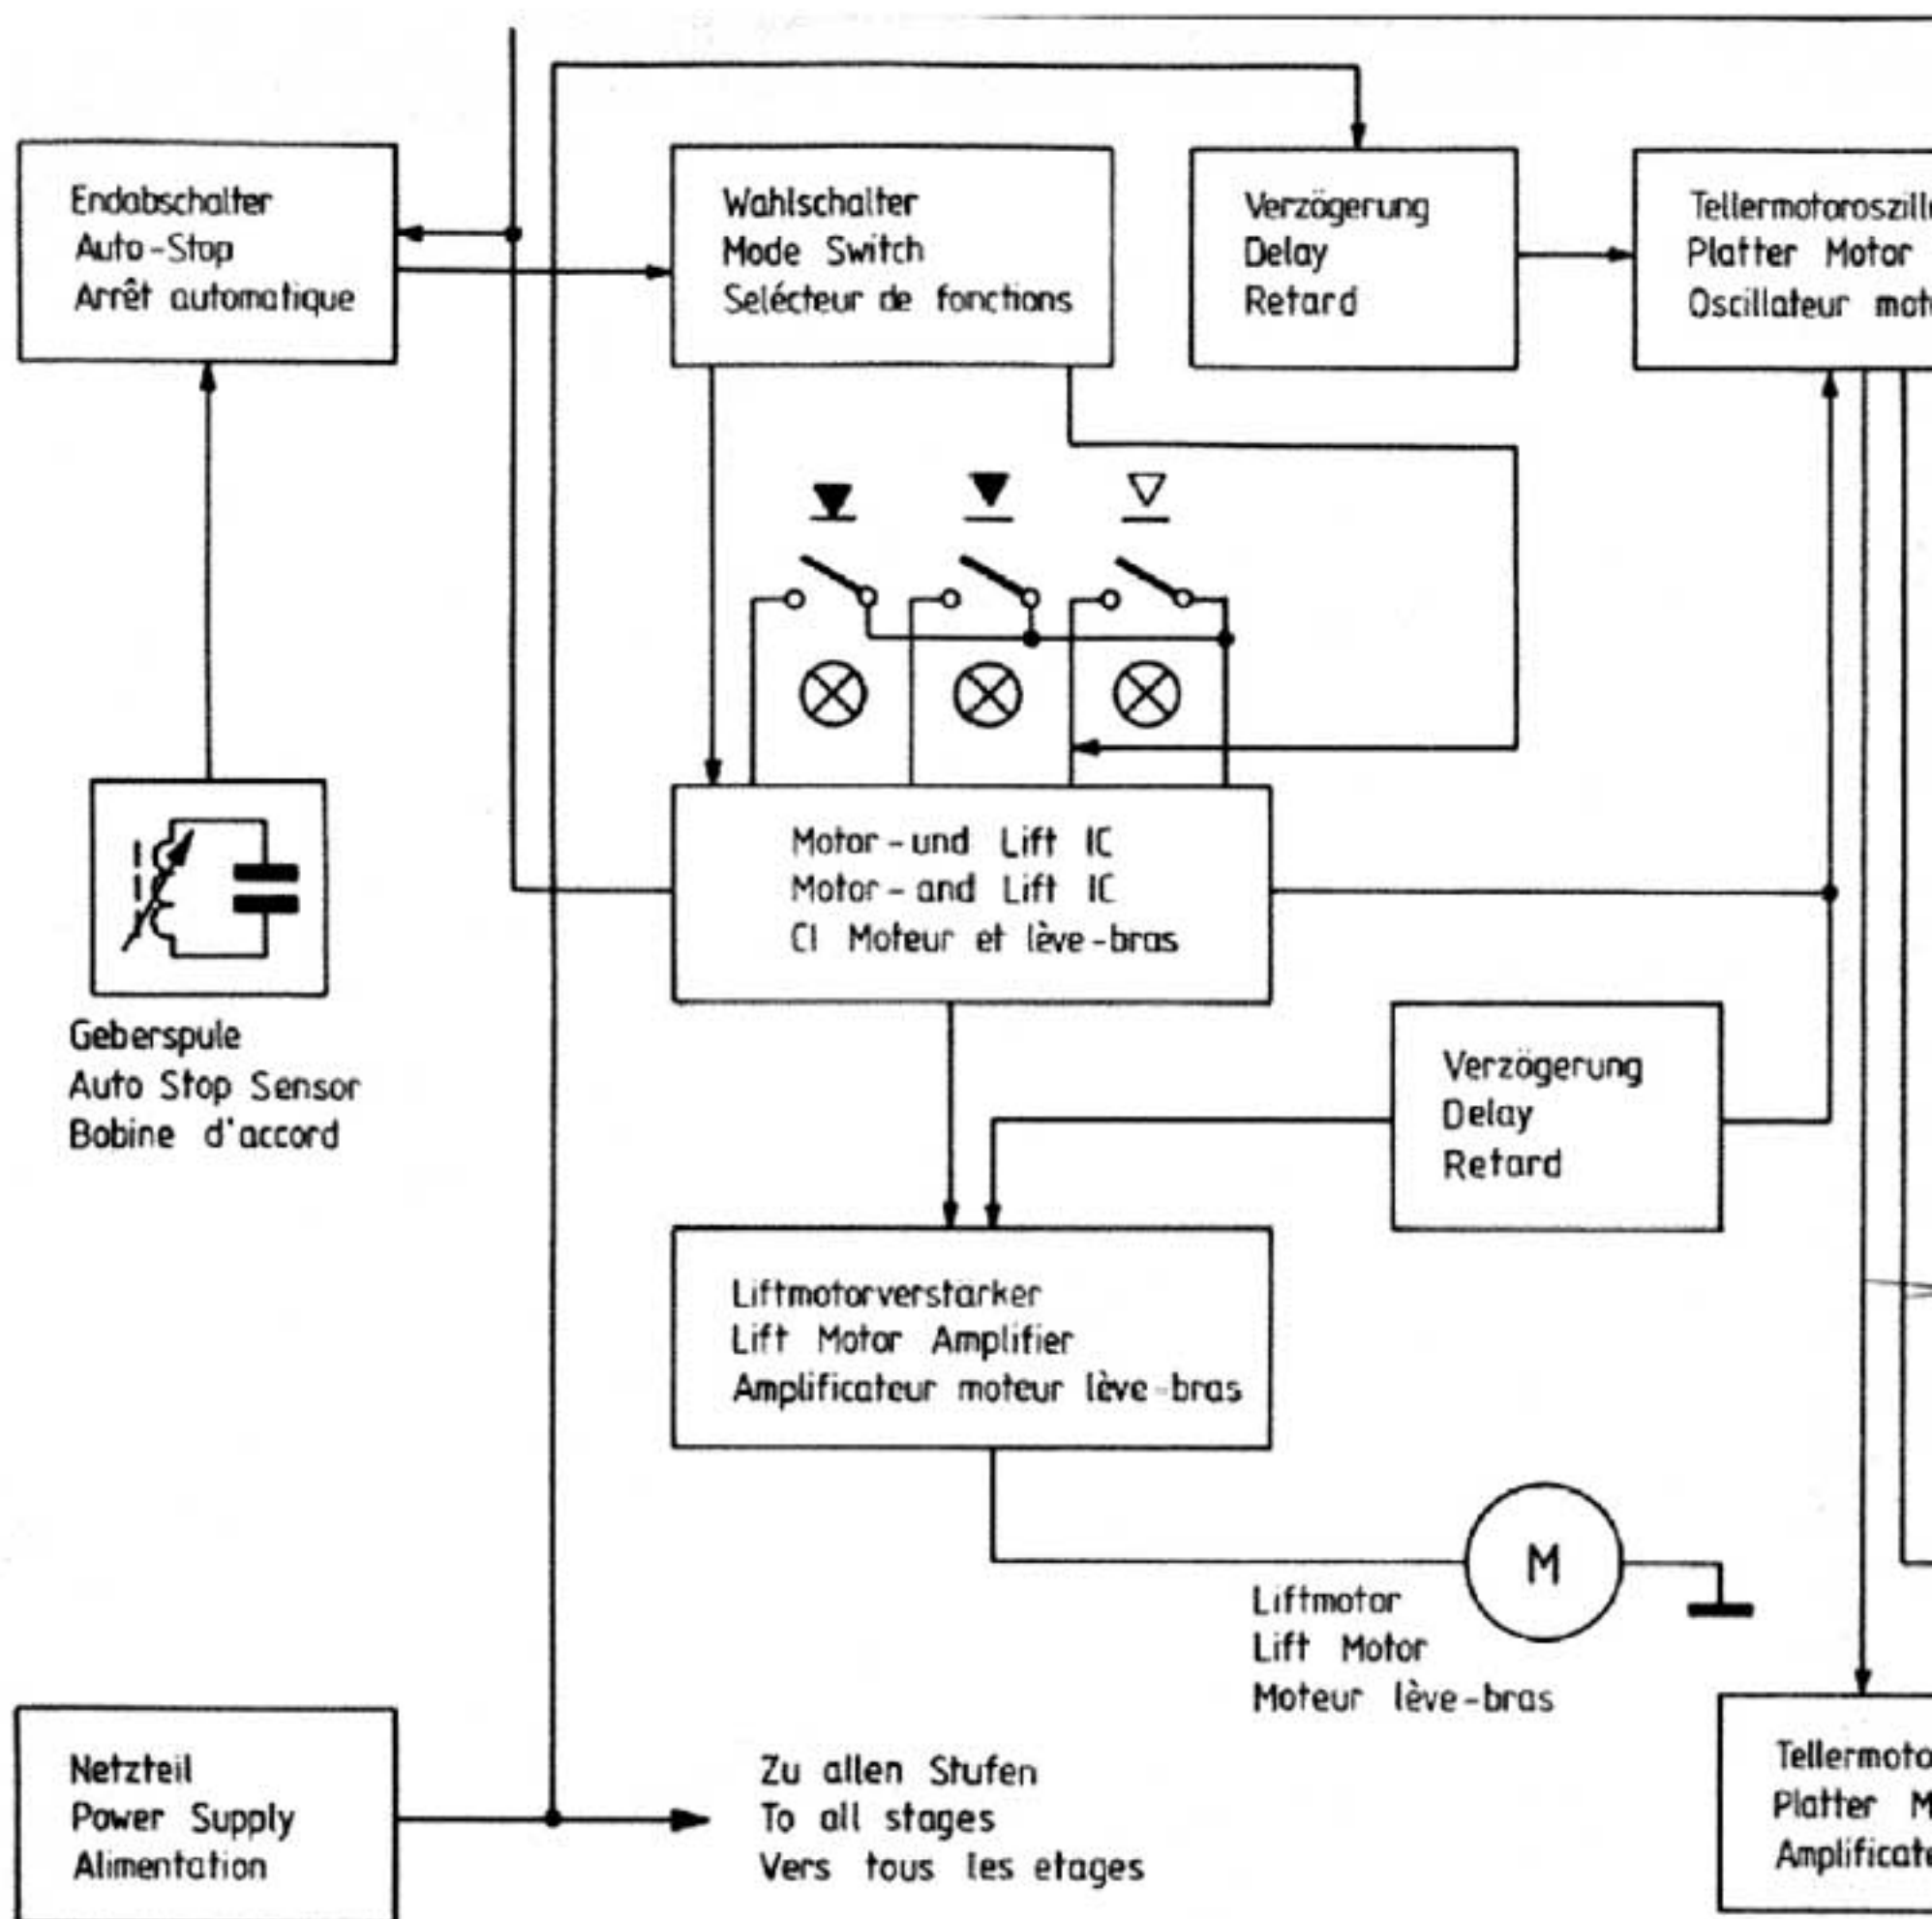 Endabschalter
Auto-Stop
Arrêt automatique
Wahlschalter
Mode Switch
Selécteur de fonctions
Verzögerung
Delay
Retard
Platter Motor
Oscillateur
Motor-und Lift IC
Motor-and Lift IC
CI Moteur et lève-bras
Geberspule
Auto Stop Sensor
Bobine d'accord
Verzögerung
Delay
Retard
Liftmotorverstärker
Lift Motor Amplifier
Amplificateur moteur lève-bras
M
Liftmotor
Lift Motor
Moteur lève-bras
Netzteil
Power Supply
Alimentation
Zu allen Stufen
To all stages
Vers tous les etages
Platter